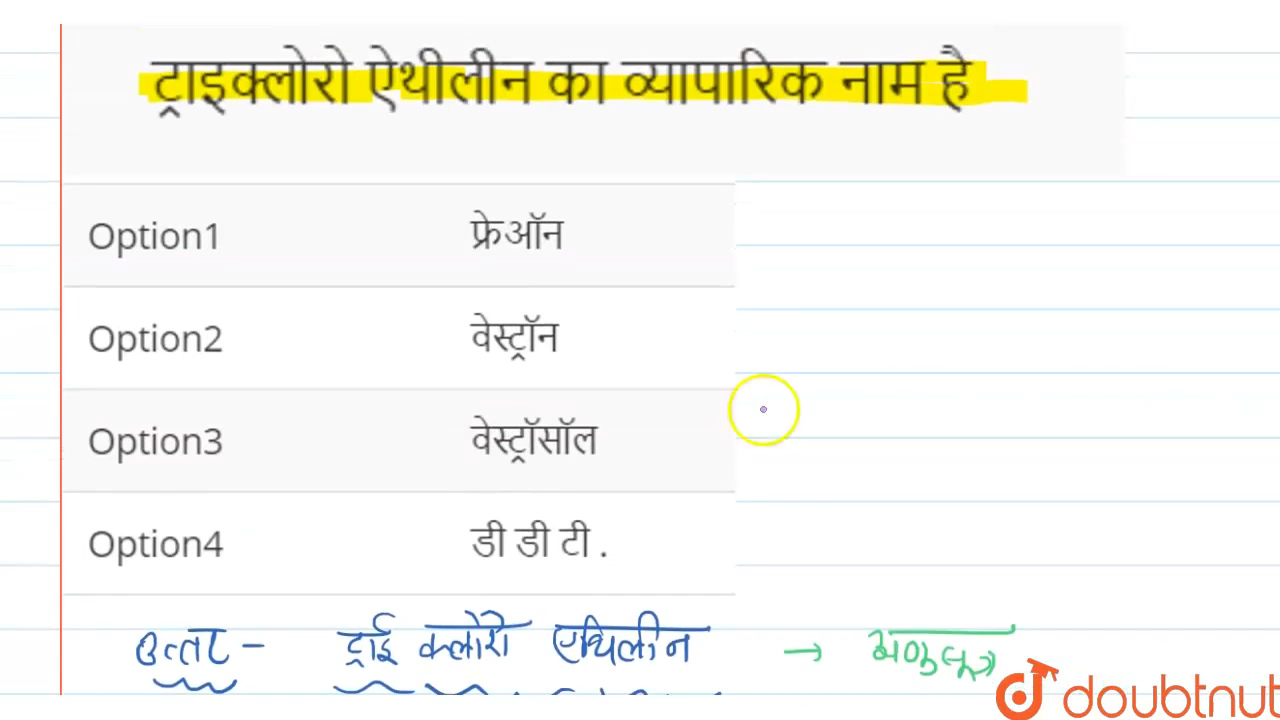 ट्राइक्लोरो ऐथीलीन का व्यापारिक नाम है
Option1 फ्रेऑन
Option2 वेस्ट्रॉन
Option3 वेस्ट्रॉसॉल
Option4 डी डी टी .
उत्तर - ट्राई क्लोरो एथिलीन →
doubtnut